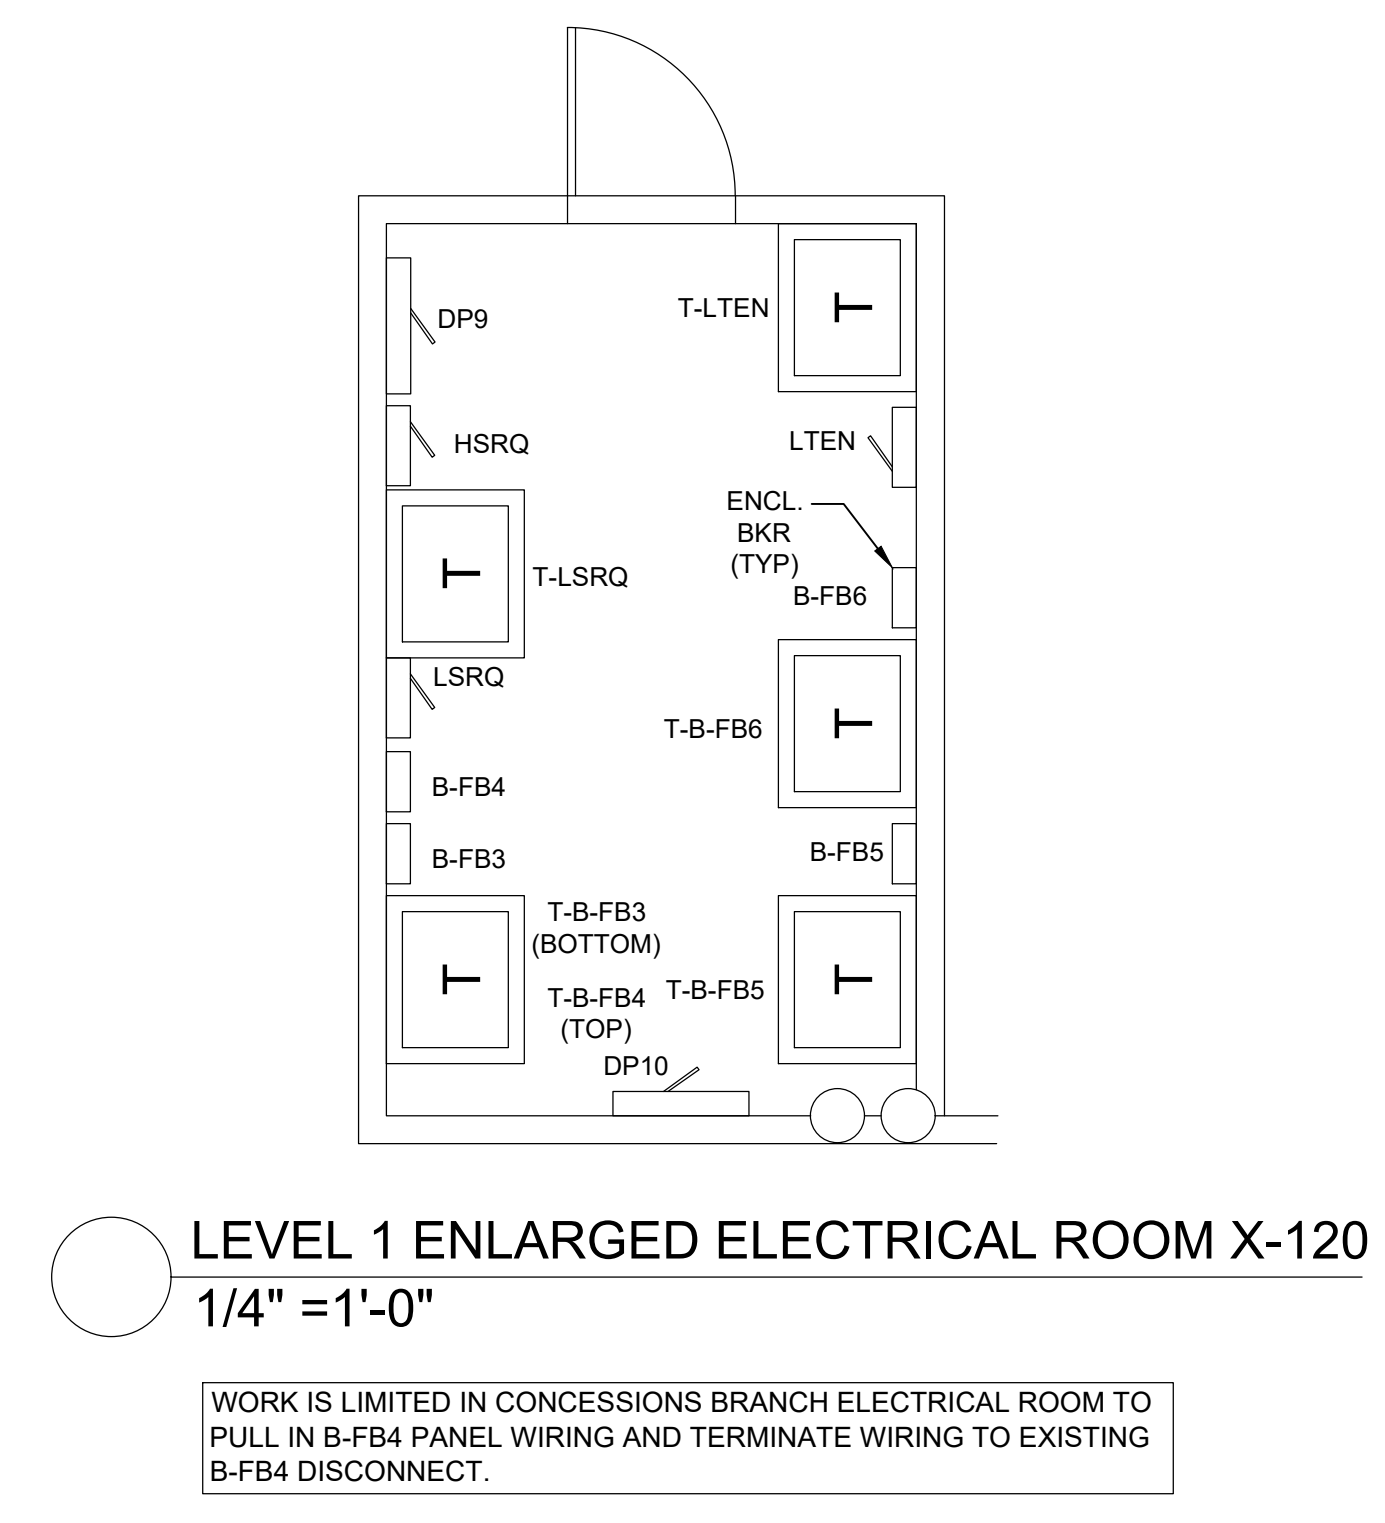 T-LTEN
T
DP9
HSRQ
LTEN
ENCL.
BKR
(TYP)
T
T-LSRQ
B-FB6
LSRQ
T-B-FB6
T
B-FB4
B-FB3
B-FB5
T-B-FB3
(BOTTOM)
T
T-B-FB4
(TOP)
T-B-FB5
T
DP10
LEVEL 1 ENLARGED ELECTRICAL ROOM X-120
1/4" =1'-0"
WORK IS LIMITED IN CONCESSIONS BRANCH ELECTRICAL ROOM TO
PULL IN B-FB4 PANEL WIRING AND TERMINATE WIRING TO EXISTING
B-FB4 DISCONNECT.